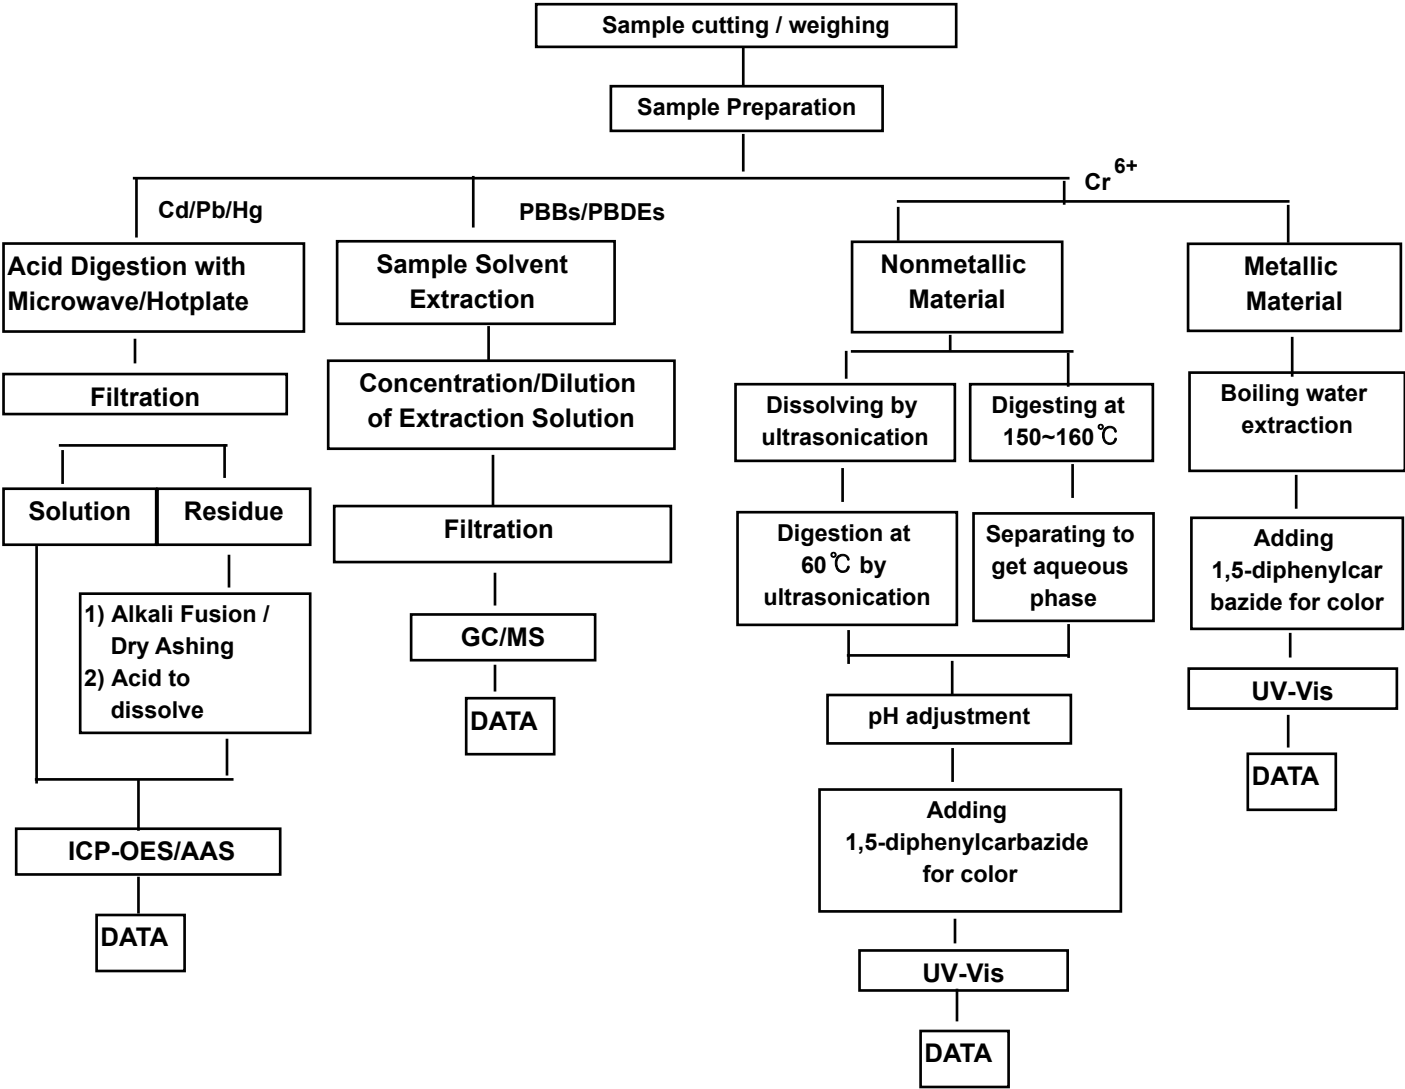 Sample cutting / weighing
Sample Preparation
Cr 6+
Cd/Pb/Hg
PBBs/PBDEs
Acid Digestion with
Microwave/Hotplate
Filtration
Solution
Residue
1) Alkali Fusion /
Dry Ashing
2) Acid to
dissolve
ICP-OES/AAS
DATA
Sample Solvent
Extraction
Concentration/Dilution
of Extraction Solution
Filtration
GC/MS
DATA
Nonmetallic
Material
Dissolving by
ultrasonication
Digestion at
60℃ by
ultrasonication
Digesting at
150~160℃
Separating to
get aqueous
phase
pH adjustment
Adding
1,5-diphenylcarbazide
for color
UV-Vis
DATA
Metallic
Material
Boiling water
extraction
Adding
1,5-diphenylcar
bazide for color
UV-Vis
DATA